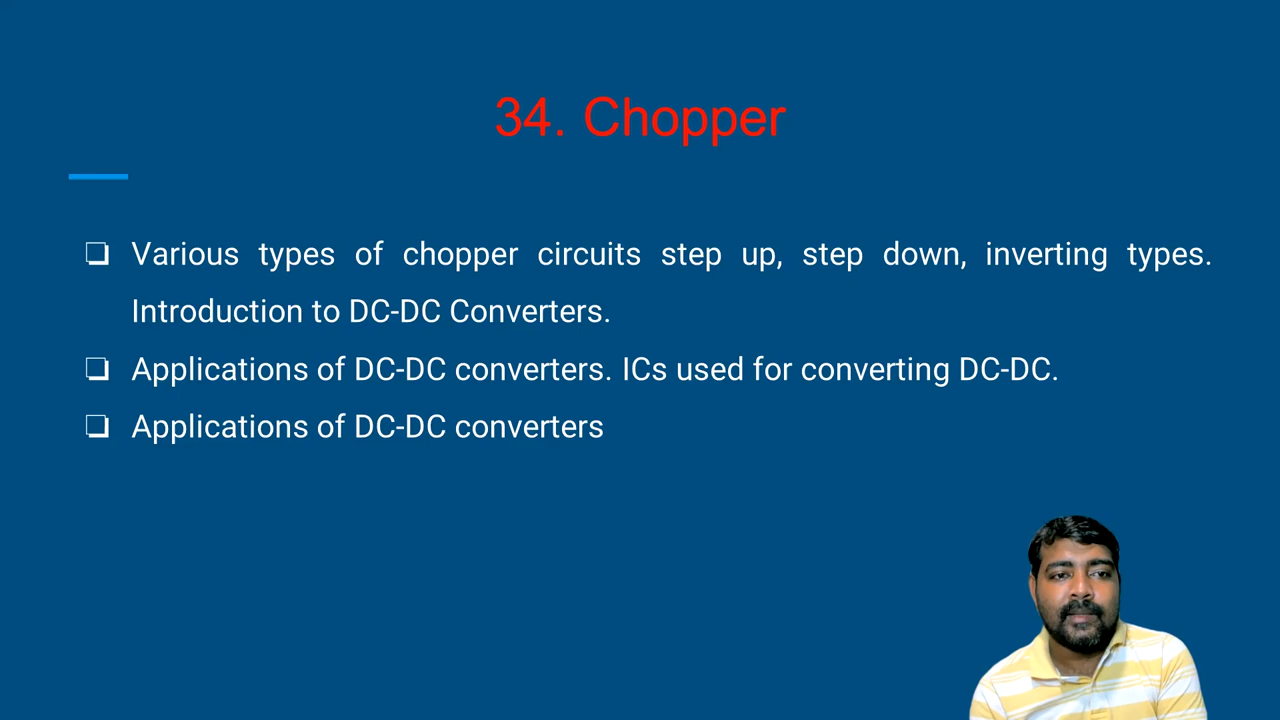 34. Chopper
Various types of chopper circuits step up, step down, inverting types.
Introduction to DC-DC Converters.
Applications of DC-DC converters. ICs used for converting DC-DC.
Applications of DC-DC converters